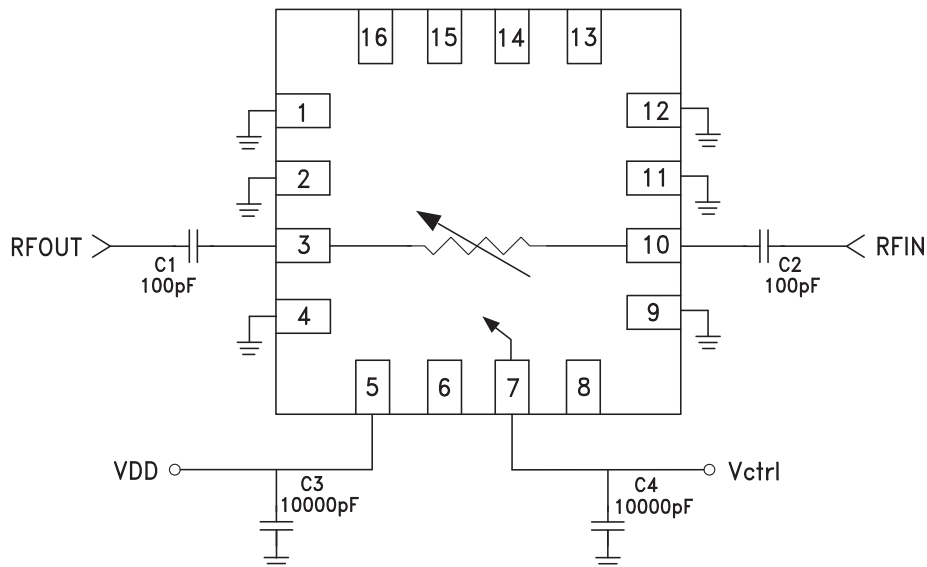 16 15 14 13
1 12
2 11
RFOUT 3 10 RFIN
C1 C2
100pF 100pF
4 9
5 6 7 8
VDD Vctrl
C3 C4
10000pF 10000pF